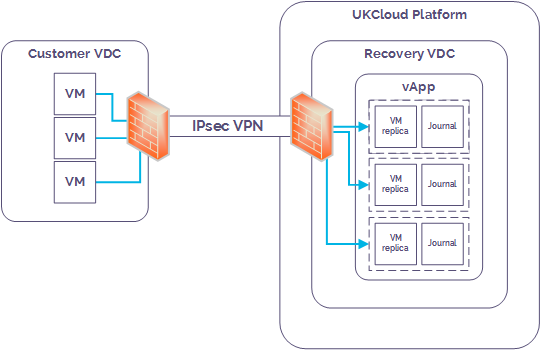 UKCloud Platform
Customer VDC
Recovery VDC
vApp
VM
VM
VM
IPsec VPN
VM
replica
Journal
VM
replica
Journal
VM
replica
Journal